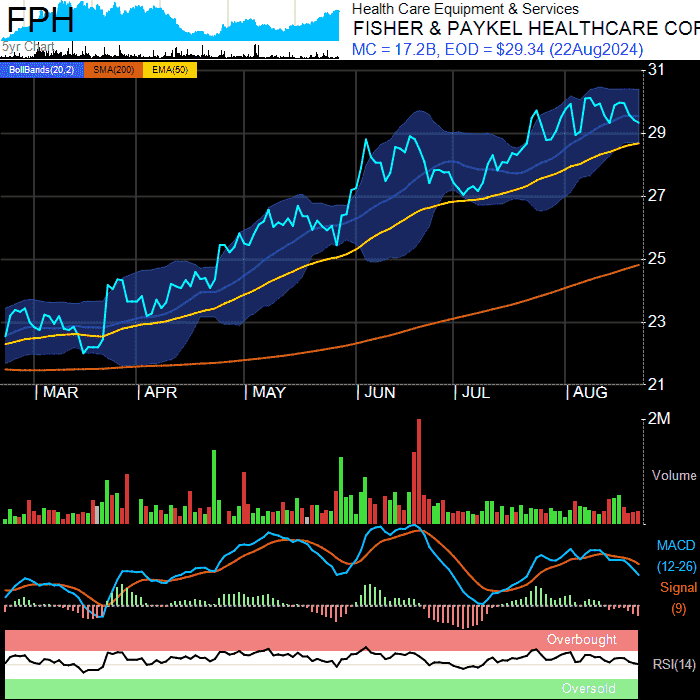 FPH
5yr Chart
Health Care Equipment & Services
FISHER & PAYKEL HEALTHCARE COR
MC = 17.2B, EOD = $29.34 (22Aug2024)
BollBands(20,2) SMA(200) EMA(50)
31
29
27
25
23
21
MAR APR MAY JUN JUL AUG
2M
Volume
MACD
(12-26)
Signal
(9)
Overbought
RSI(14)
Oversold